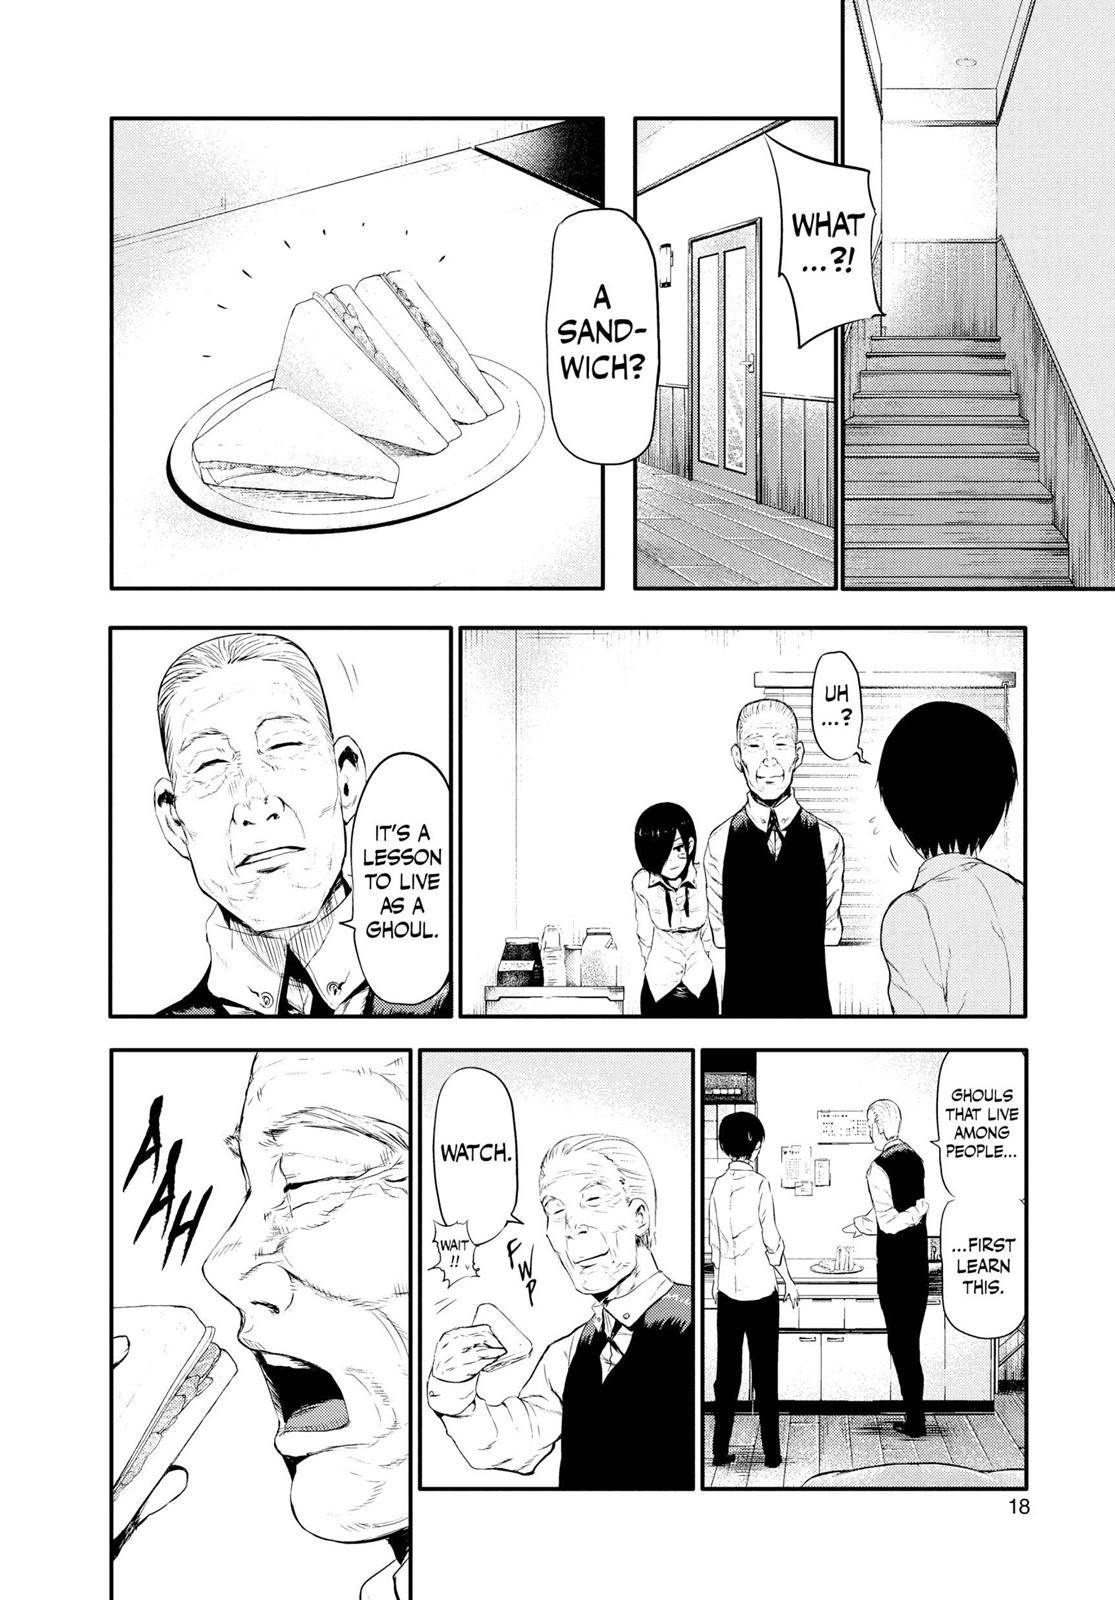 WHAT
...?!
A
SAND-
WICH?
UH
...?
IT'S A
LESSON
TO LIVE
AS A
GHOUL.
GHOULS
THAT LIVE
AMONG
PEOPLE...
...FIRST
LEARN
THIS.
WATCH.
WAIT
!!
FWP
AAAH
18